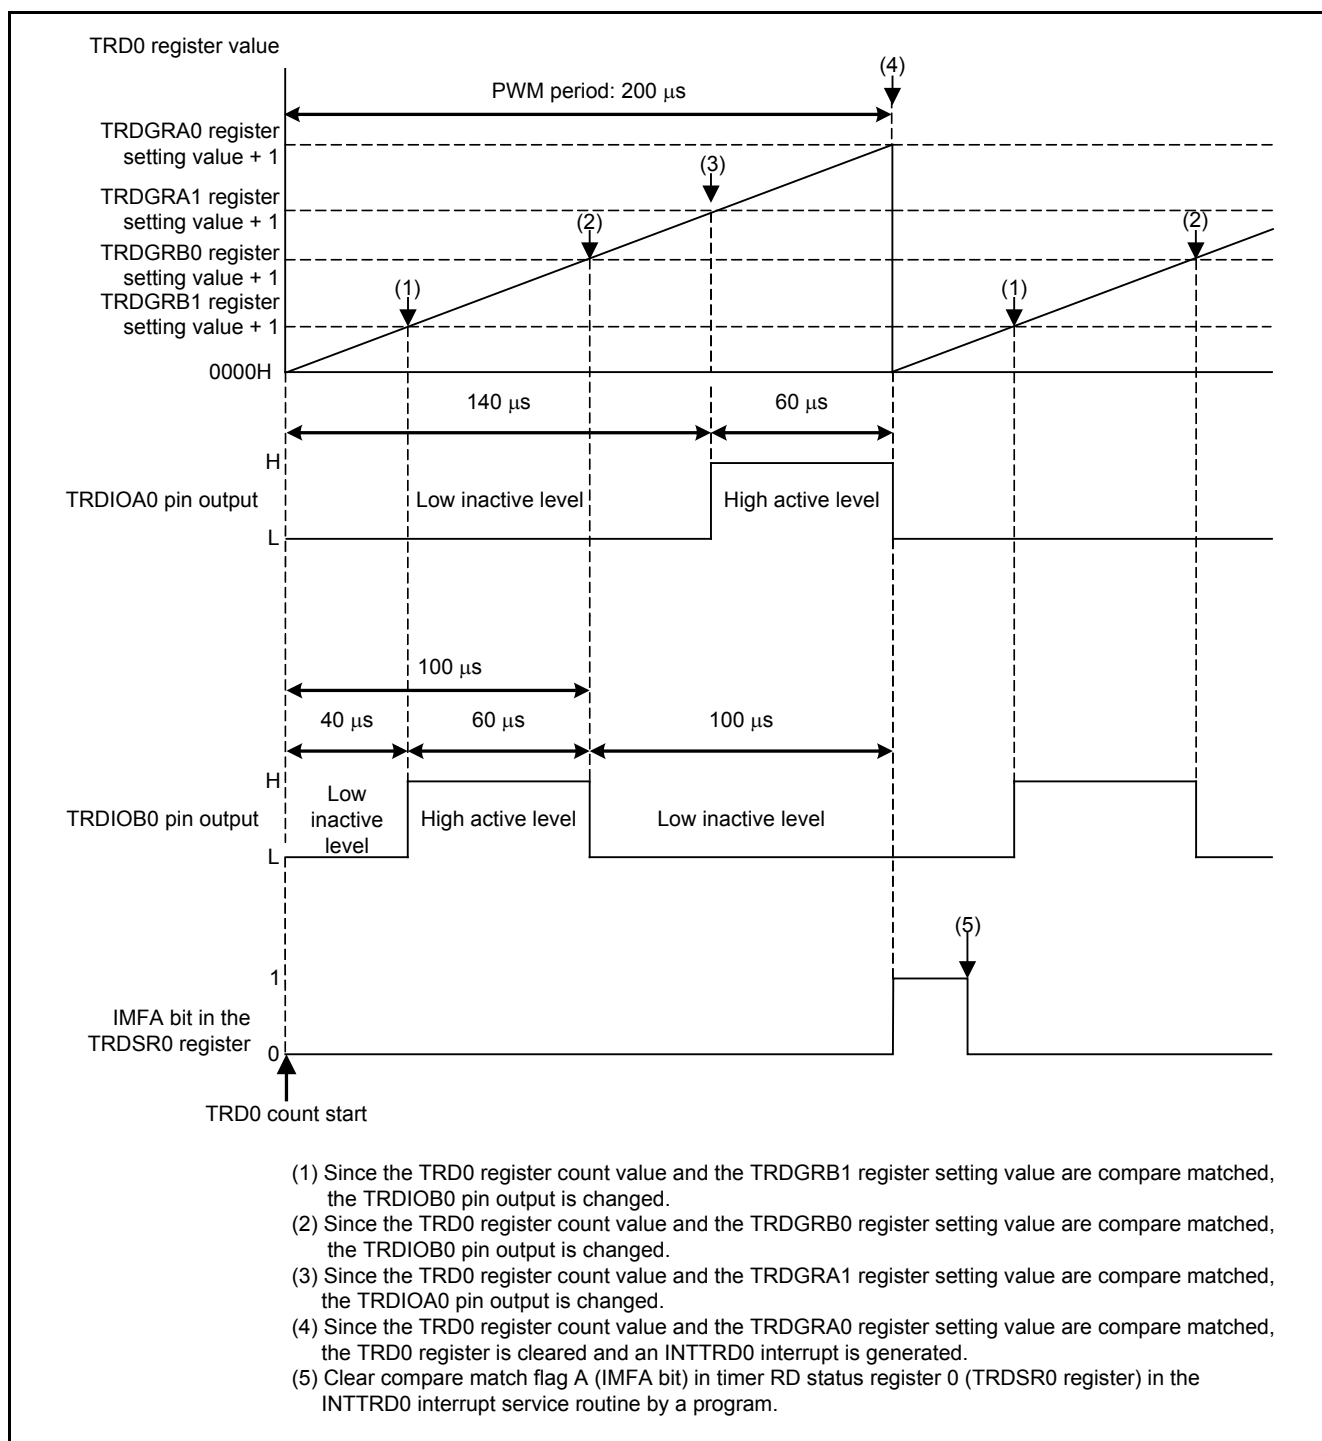 TRD0 register value
(4)
PWM period: 200 μs
TRDGRA0 register
setting value + 1
(3)
TRDGRA1 register
setting value + 1
(2)
(2)
TRDGRB0 register
setting value + 1
(1)
(1)
TRDGRB1 register
setting value + 1
0000H
140 μs
60 μs
H
TRDIOA0 pin output
Low inactive level
High active level
L
100 μs
40 μs
60 μs
100 μs
H
TRDIOB0 pin output
Low
inactive
level
High active level
Low inactive level
L
(5)
1
IMFA bit in the
TRDSR0 register
0
TRD0 count start
(1) Since the TRD0 register count value and the TRDGRB1 register setting value are compare matched,
the TRDIOB0 pin output is changed.
(2) Since the TRD0 register count value and the TRDGRB0 register setting value are compare matched,
the TRDIOB0 pin output is changed.
(3) Since the TRD0 register count value and the TRDGRA1 register setting value are compare matched,
the TRDIOA0 pin output is changed.
(4) Since the TRD0 register count value and the TRDGRA0 register setting value are compare matched,
the TRD0 register is cleared and an INTTRD0 interrupt is generated.
(5) Clear compare match flag A (IMFA bit) in timer RD status register 0 (TRDSR0 register) in the
INTTRD0 interrupt service routine by a program.